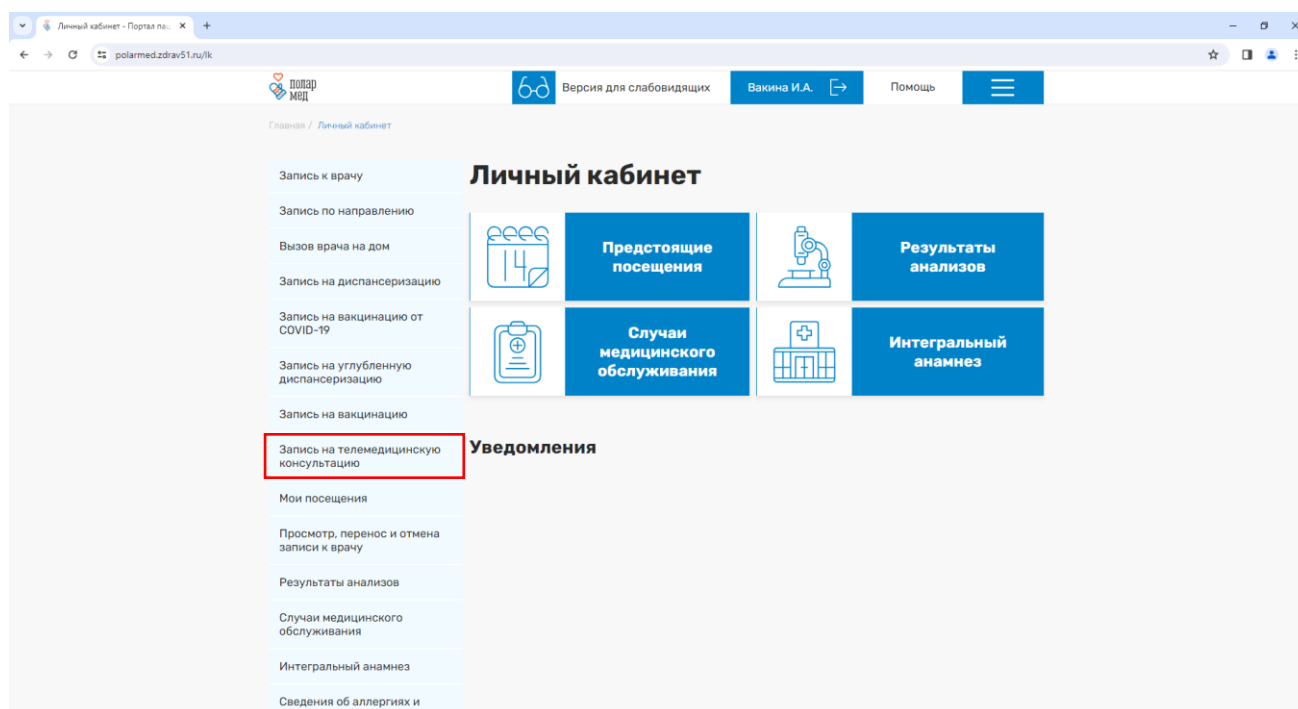 Личный кабинет - Портал пац
polarmed.zdrav51.ru/lk
полар
мед
Версия для слабовидящих
Вакина И.А.
Помощь
Главная / Личный кабинет
Запись к врачу
Запись по направлению
Вызов врача на дом
Запись на диспансеризацию
Запись на вакцинацию от
COVID-19
Запись на углубленную
диспансеризацию
Запись на вакцинацию
Запись на телемедицинскую
консультацию
Мои посещения
Просмотр, перенос и отмена
записи к врачу
Результаты анализов
Случаи медицинского
обслуживания
Интегральный анамнез
Сведения об аллергиях и
Личный кабинет
14
Предстоящие
посещения
Результаты
анализов
Случаи
медицинского
обслуживания
Интегральный
анамнез
Уведомления